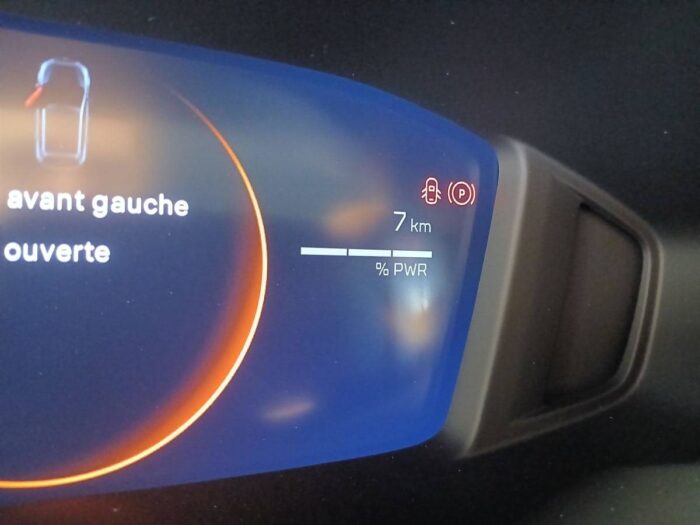 avant gauche
ouverte
P
7 km
% PWR